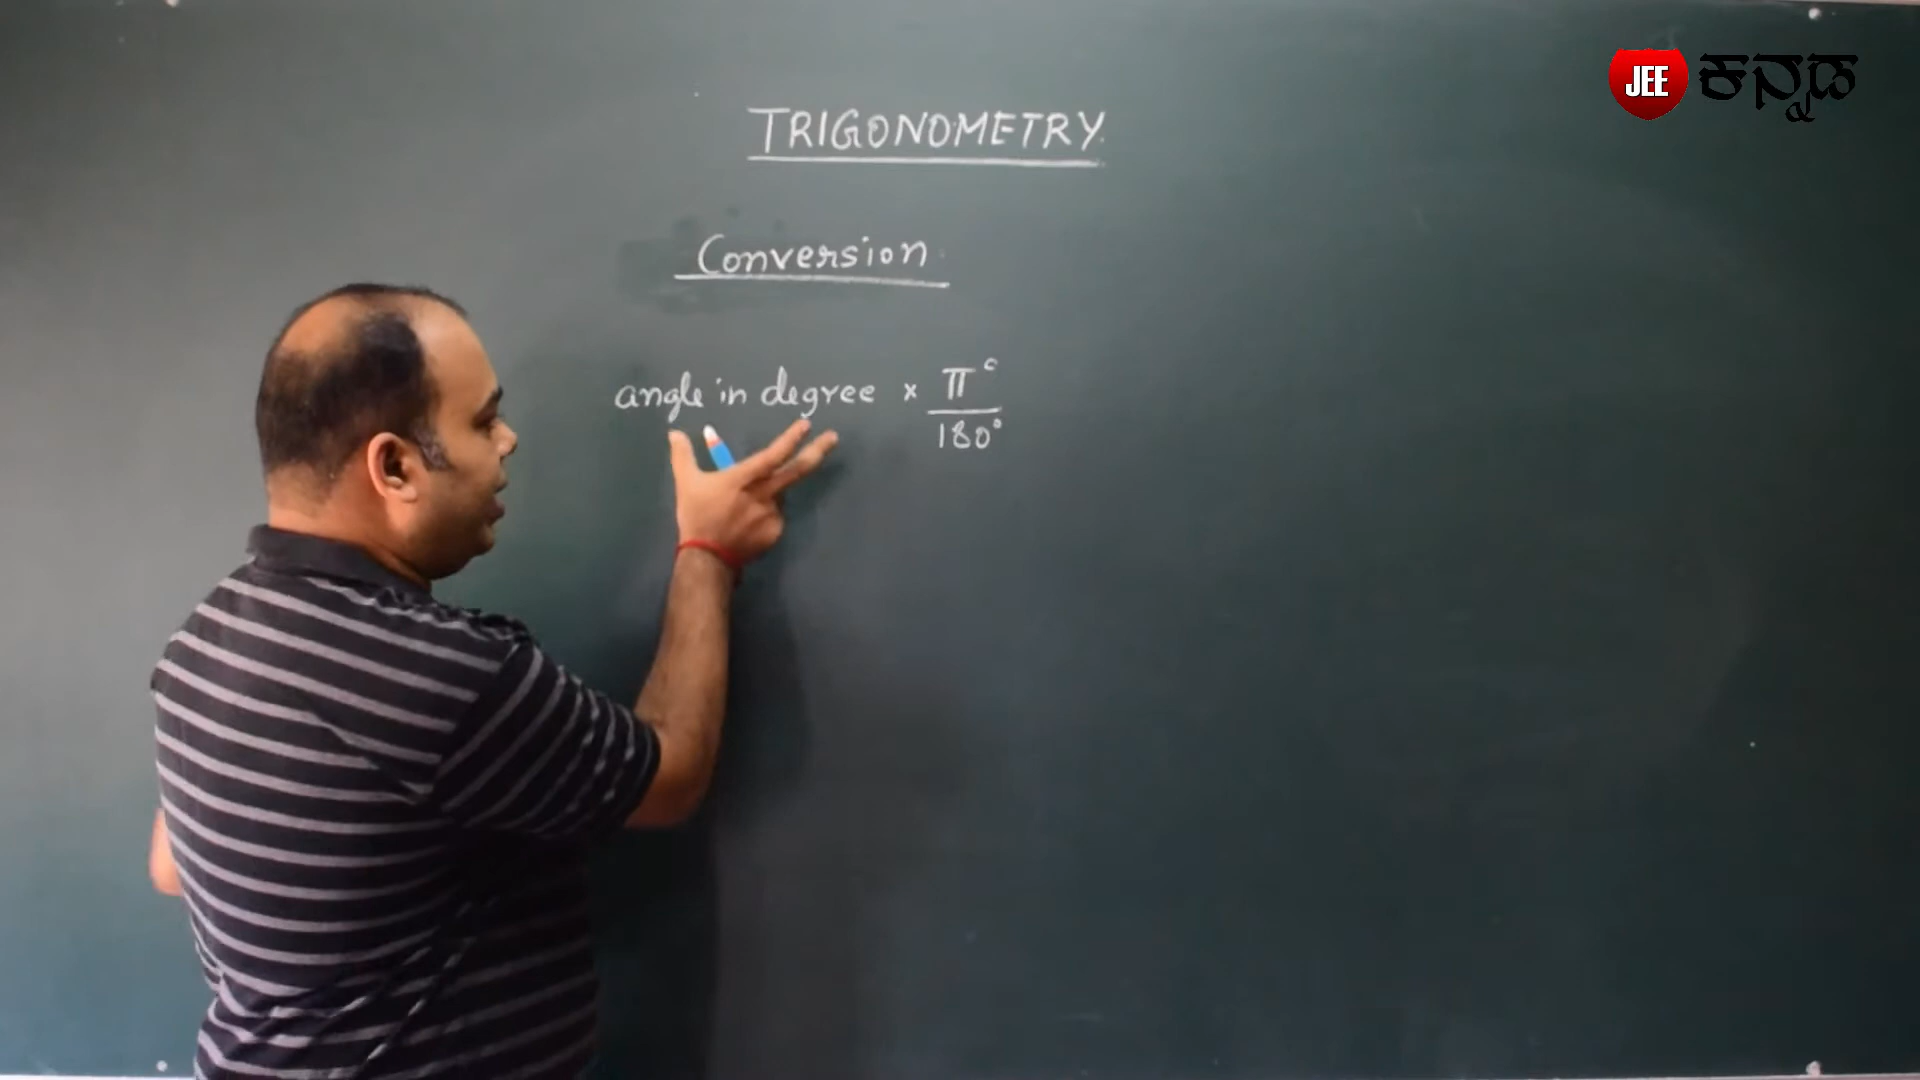 JEE ಕನ್ನಡ
TRIGONOMETRY
Conversion
angle in degree × π^c
180°